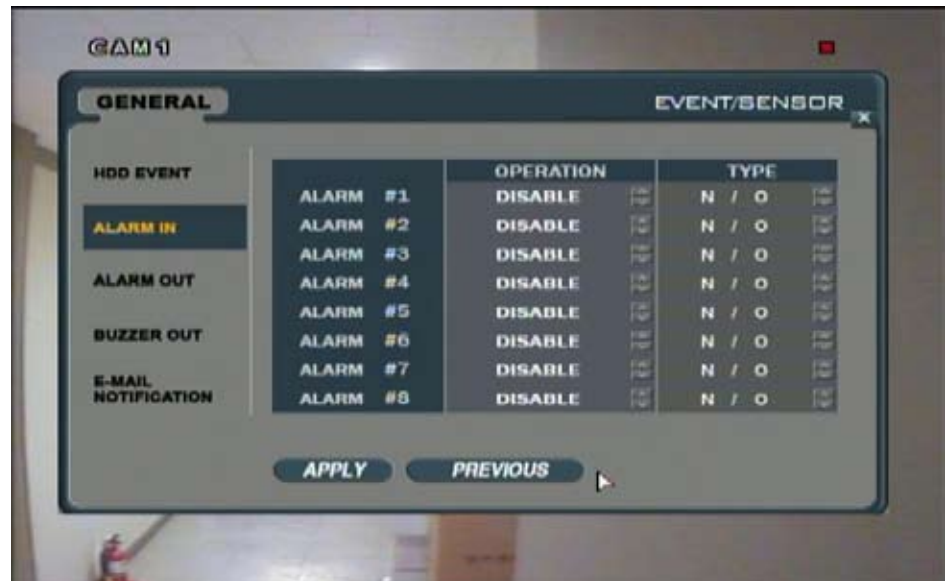 CAM 1
GENERAL
EVENT/SENSOR
HDD EVENT
ALARM IN
ALARM OUT
BUZZER OUT
E-MAIL
NOTIFICATION
OPERATION TYPE
ALARM #1 DISABLE N / O
ALARM #2 DISABLE N / O
ALARM #3 DISABLE N / O
ALARM #4 DISABLE N / O
ALARM #5 DISABLE N / O
ALARM #6 DISABLE N / O
ALARM #7 DISABLE N / O
ALARM #8 DISABLE N / O
APPLY PREVIOUS